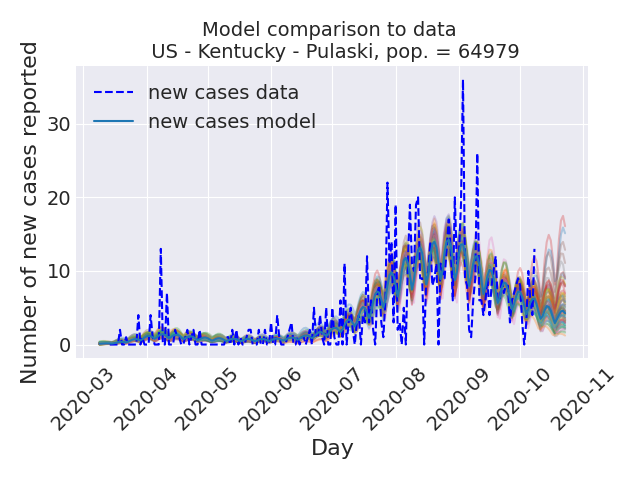 Model comparison to data
US - Kentucky - Pulaski, pop. = 64979
Number of new cases reported
new cases data
new cases model
30
20
10
0
2020-03
2020-04
2020-05
2020-06
2020-07
2020-08
2020-09
2020-10
2020-11
Day